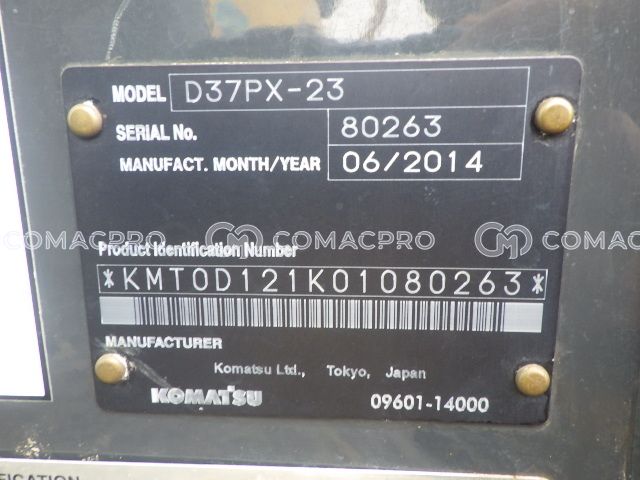 MODEL D37PX-23
SERIAL No. 80263
MANUFACT. MONTH/YEAR 06/2014
COMACPRO COMACPRO
Product Identification Number
*KMT0D121K01080263*
MANUFACTURER
Komatsu Ltd., Tokyo, Japan
KOMATSU 09601-14000